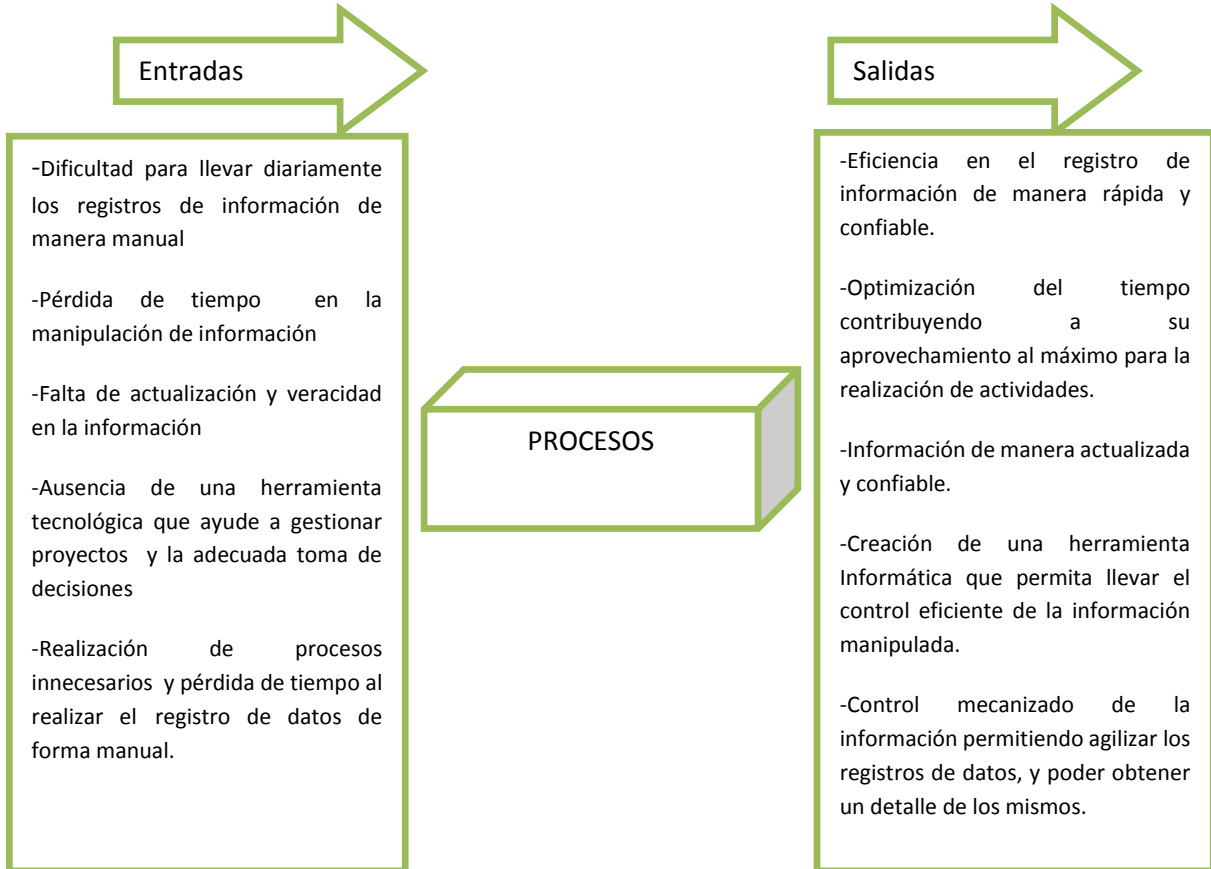 Entradas
-Dificultad para llevar diariamente
los registros de información de
manera manual
-Pérdida de tiempo en la
manipulación de información
-Falta de actualización y veracidad
en la información
-Ausencia de una herramienta
tecnológica que ayude a gestionar
proyectos y la adecuada toma de
decisiones
-Realización de procesos
innecesarios y pérdida de tiempo al
realizar el registro de datos de
forma manual.
PROCESOS
Salidas
-Eficiencia en el registro de
información de manera rápida y
confiable.
-Optimización del tiempo
contribuyendo a su
aprovechamiento al máximo para la
realización de actividades.
-Información de manera actualizada
y confiable.
-Creación de una herramienta
Informática que permita llevar el
control eficiente de la información
manipulada.
-Control mecanizado de la
información permitiendo agilizar los
registros de datos, y poder obtener
un detalle de los mismos.